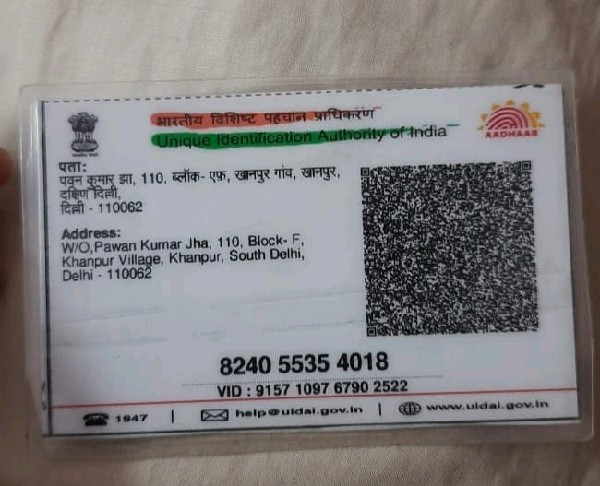 भारतीय विशिष्ट पहचान प्राधिकरण
Unique Identification Authority of India
AADHAAR
पता:
पवन कुमार झा, 110, ब्लॉक- एफ, खानपुर गांव, खानपुर,
दक्षिण दिल्ली,
दिल्ली - 110062
Address:
W/O,Pawan Kumar Jha, 110, Block- F,
Khanpur Village, Khanpur, South Delhi,
Delhi - 110062
8240 5535 4018
VID : 9157 1097 6790 2522
1947 | help@uidai.gov.in | www.uidai.gov.in